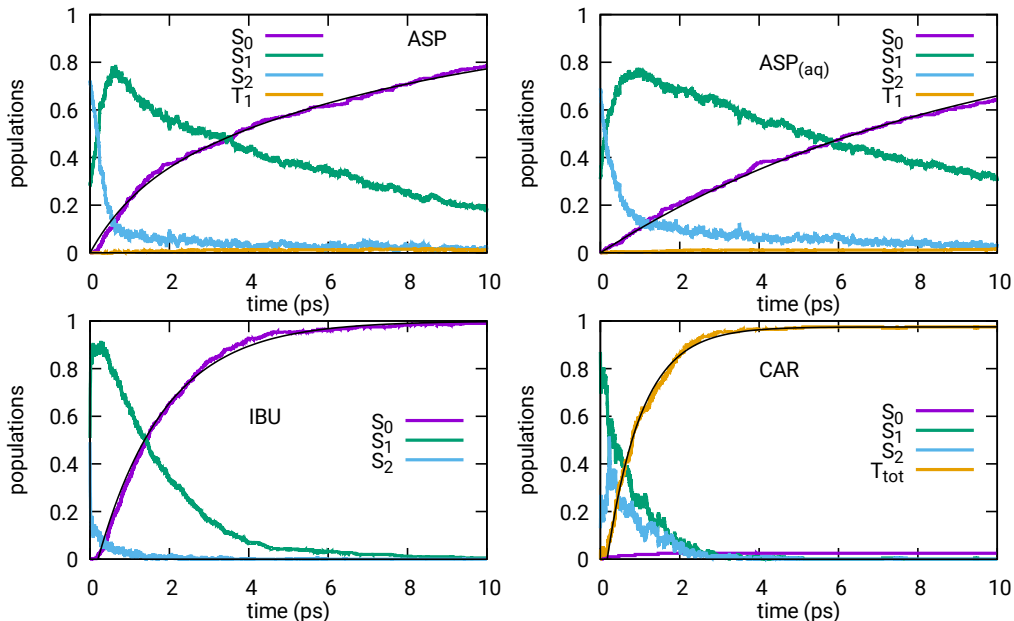 1
0.8
0.6
0.4
0.2
0
populations
S0
S1
S2
T1
ASP
0 2 4 6 8 10
time (ps)
1
0.8
0.6
0.4
0.2
0
populations
S0
S1
S2
T1
ASP(aq)
0 2 4 6 8 10
time (ps)
1
0.8
0.6
0.4
0.2
0
populations
IBU
S0
S1
S2
0 2 4 6 8 10
time (ps)
1
0.8
0.6
0.4
0.2
0
populations
CAR
S0
S1
S2
Ttot
0 2 4 6 8 10
time (ps)